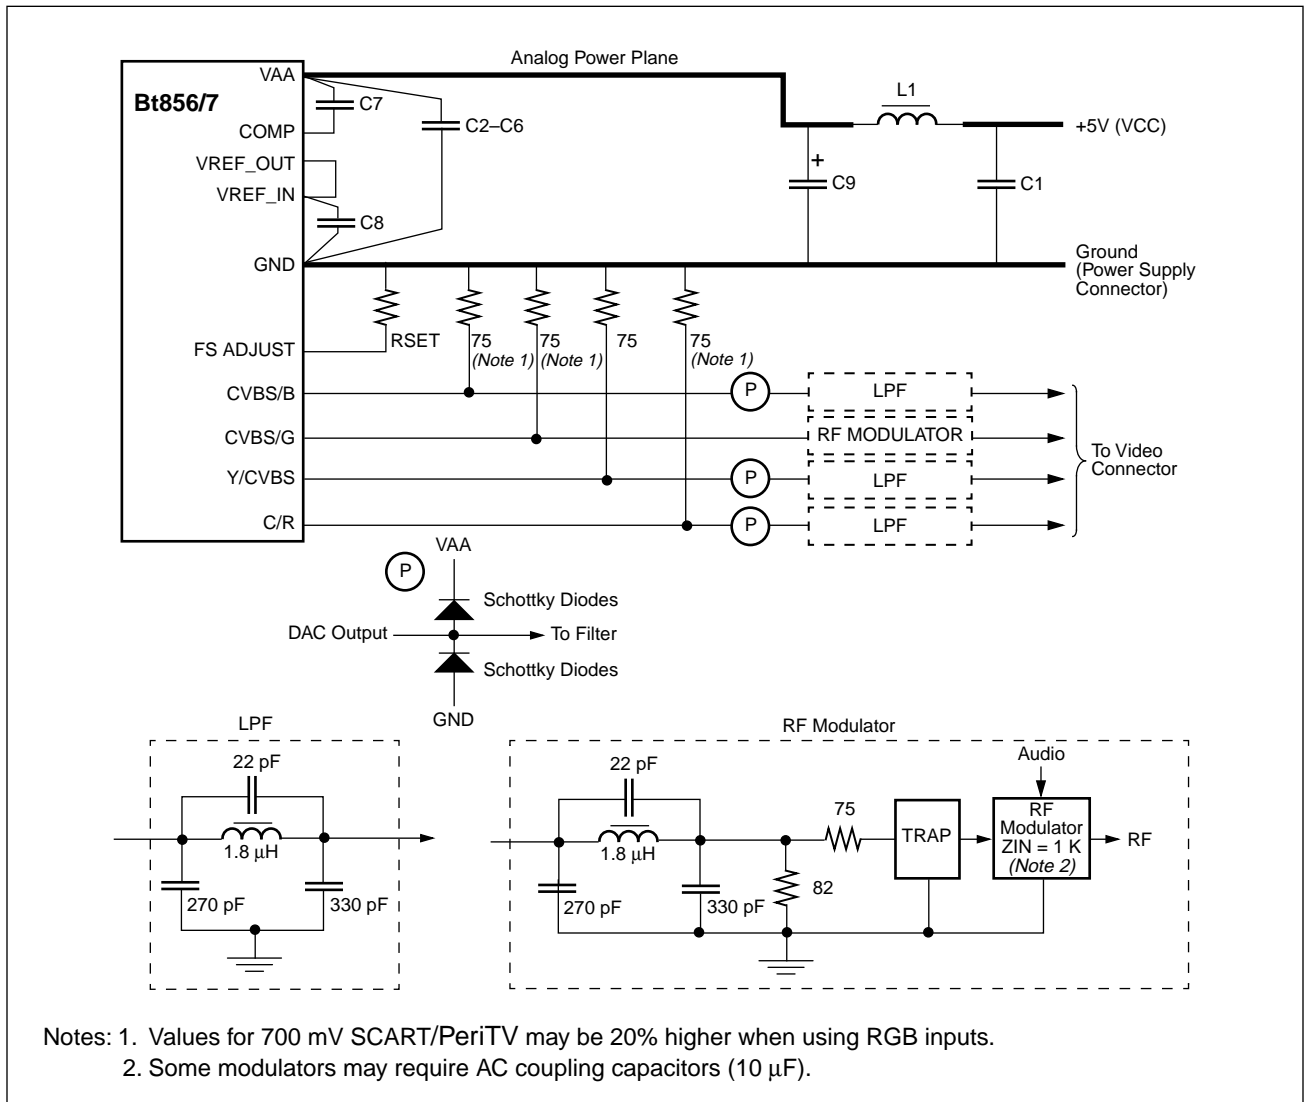 Analog Power Plane
Bt856/7
VAA
COMP
VREF_OUT
VREF_IN
GND
FS ADJUST
CVBS/B
CVBS/G
Y/CVBS
C/R
C7
C2–C6
C8
L1
+5V (VCC)
+
C9
C1
Ground
(Power Supply
Connector)
RSET
75
(Note 1)
75
(Note 1)
75
75
(Note 1)
P
LPF
RF MODULATOR
P
LPF
P
LPF
To Video
Connector
P
VAA
Schottky Diodes
DAC Output
To Filter
Schottky Diodes
GND
LPF
22 pF
1.8 μH
270 pF
330 pF
RF Modulator
22 pF
1.8 μH
270 pF
330 pF
82
75
TRAP
Audio
RF
Modulator
ZIN = 1 K
(Note 2)
RF
Notes: 1. Values for 700 mV SCART/PeriTV may be 20% higher when using RGB inputs.
2. Some modulators may require AC coupling capacitors (10 μF).